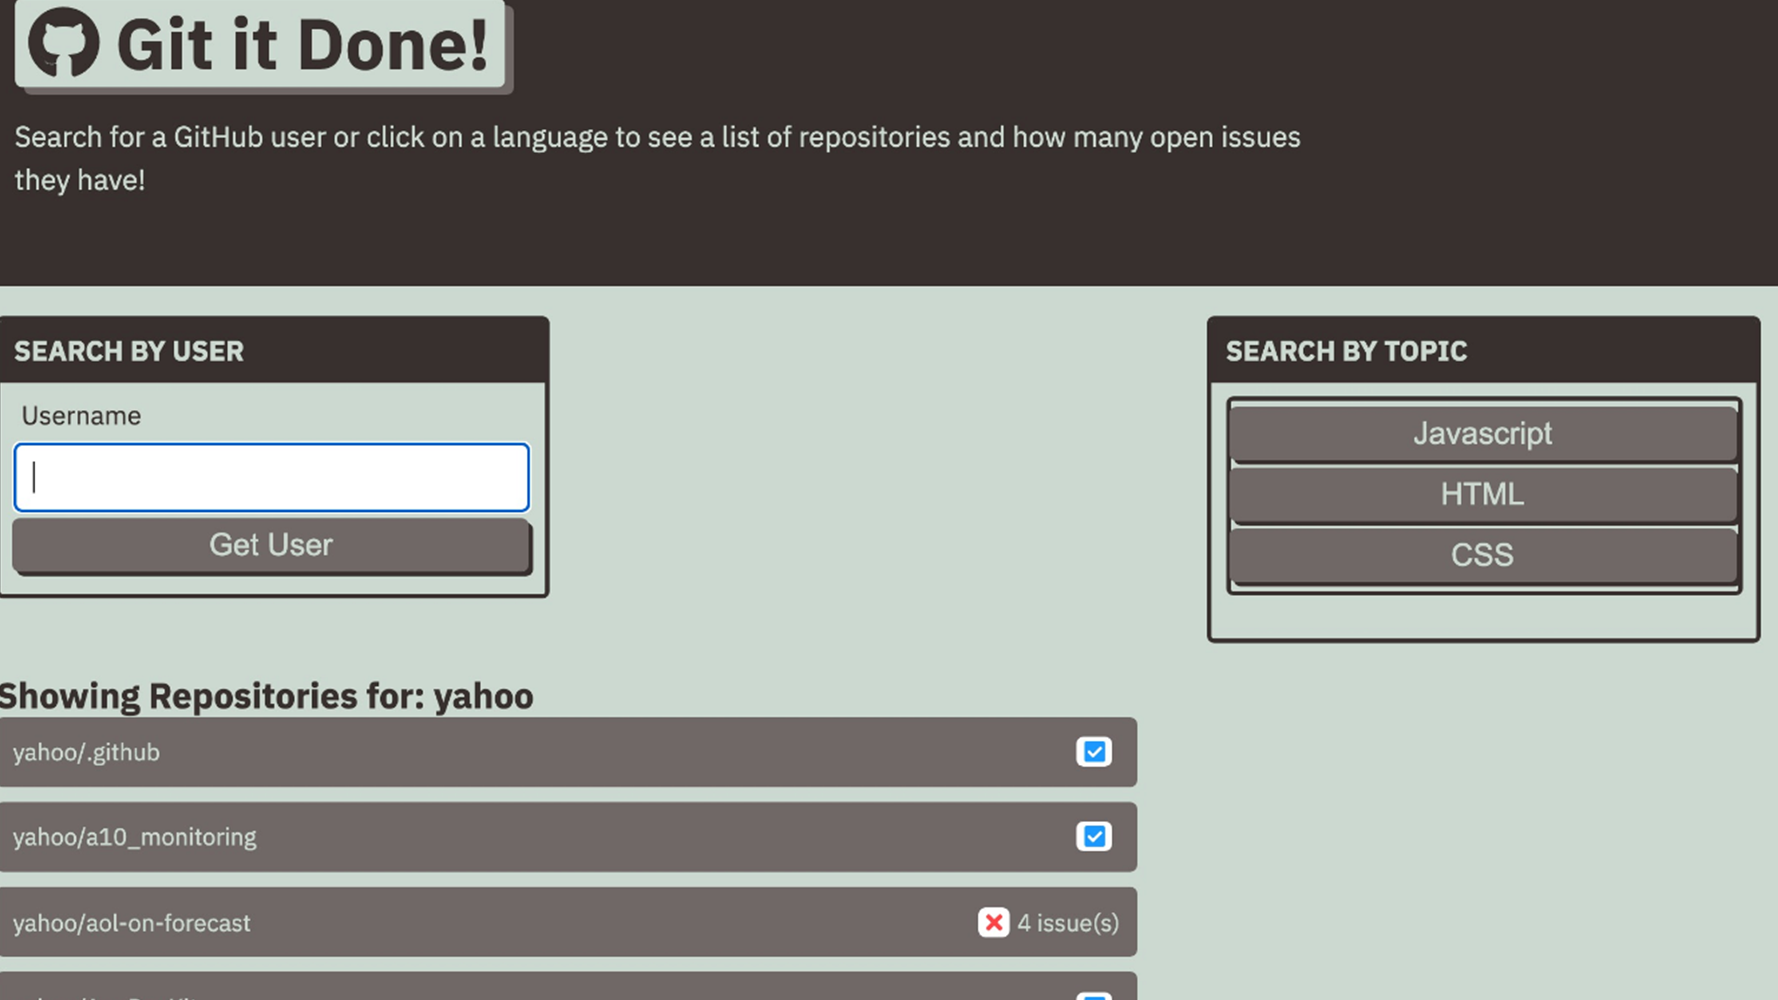 Git it Done!
Search for a GitHub user or click on a language to see a list of repositories and how many open issues
they have!
SEARCH BY USER
Username
Get User
SEARCH BY TOPIC
Javascript
HTML
CSS
Showing Repositories for: yahoo
yahoo/.github
yahoo/a10_monitoring
yahoo/aol-on-forecast
4 issue(s)